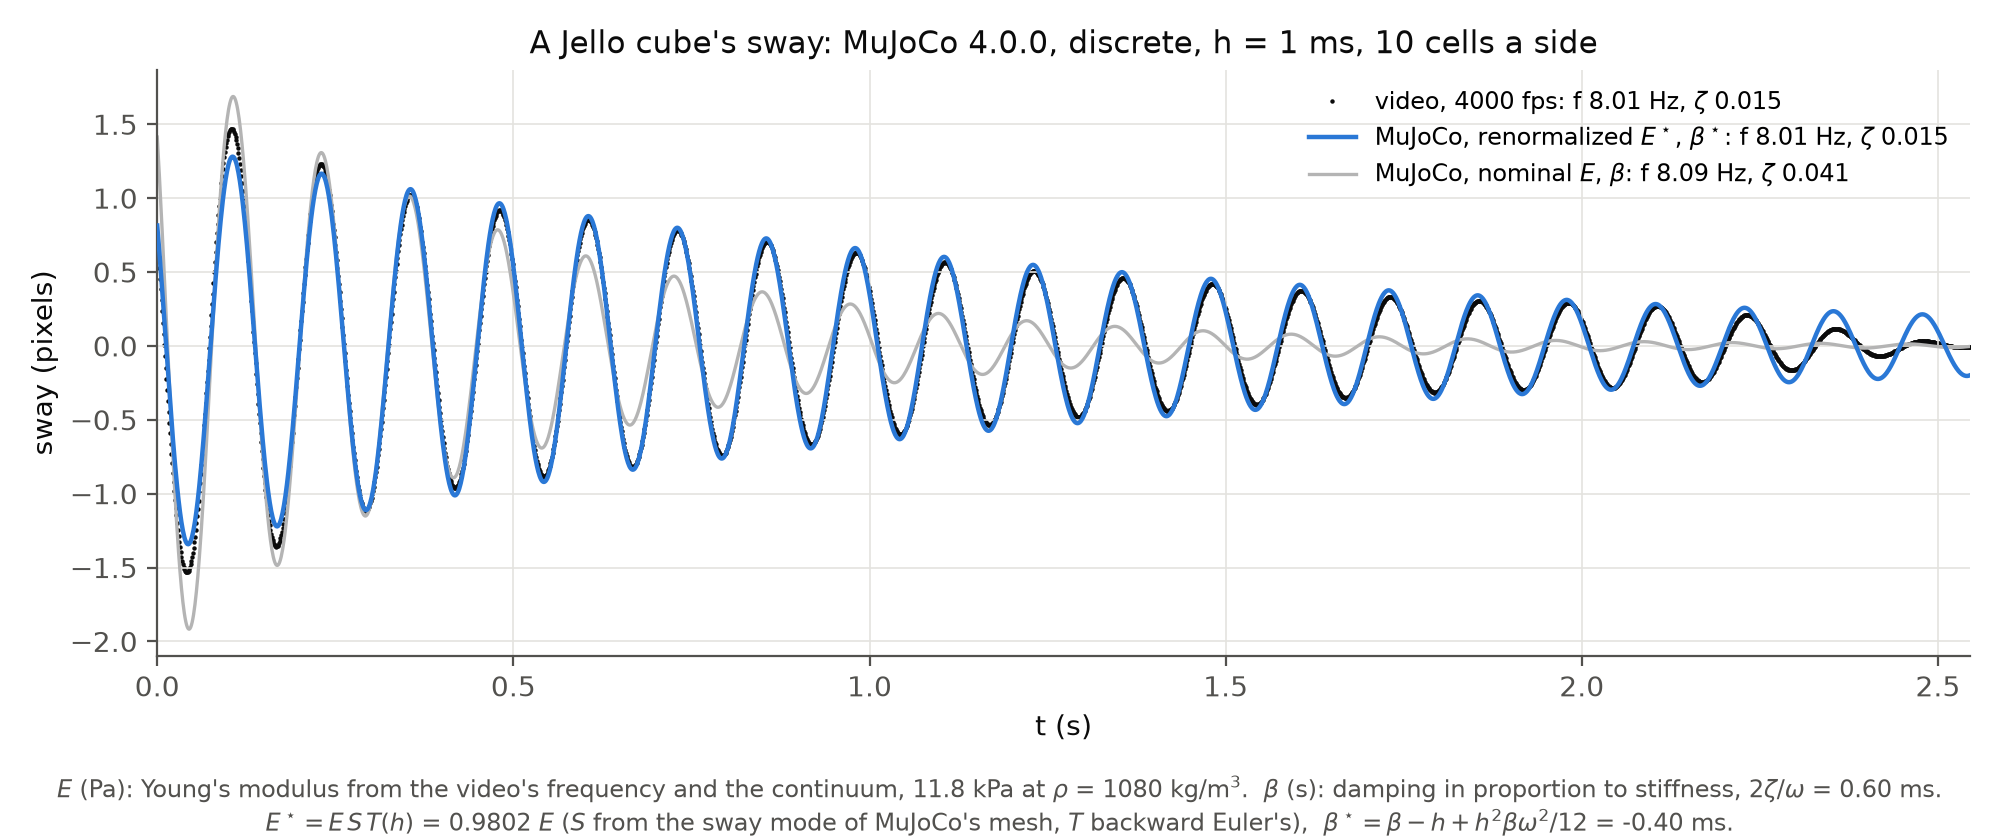 A Jello cube's sway: MuJoCo 4.0.0, discrete, h = 1 ms, 10 cells a side
video, 4000 fps: f 8.01 Hz, ζ 0.015
MuJoCo, renormalized E⋆, β⋆: f 8.01 Hz, ζ 0.015
MuJoCo, nominal E, β: f 8.09 Hz, ζ 0.041
sway (pixels)
1.5
1.0
0.5
0.0
−0.5
−1.0
−1.5
−2.0
0.0 0.5 1.0 1.5 2.0 2.5
t (s)
E (Pa): Young's modulus from the video's frequency and the continuum, 11.8 kPa at ρ = 1080 kg/m³. β (s): damping in proportion to stiffness, 2ζ/ω = 0.60 ms.
E⋆ = E S T(h) = 0.9802 E (S from the sway mode of MuJoCo's mesh, T backward Euler's), β⋆ = β − h + h²βω²/12 = -0.40 ms.